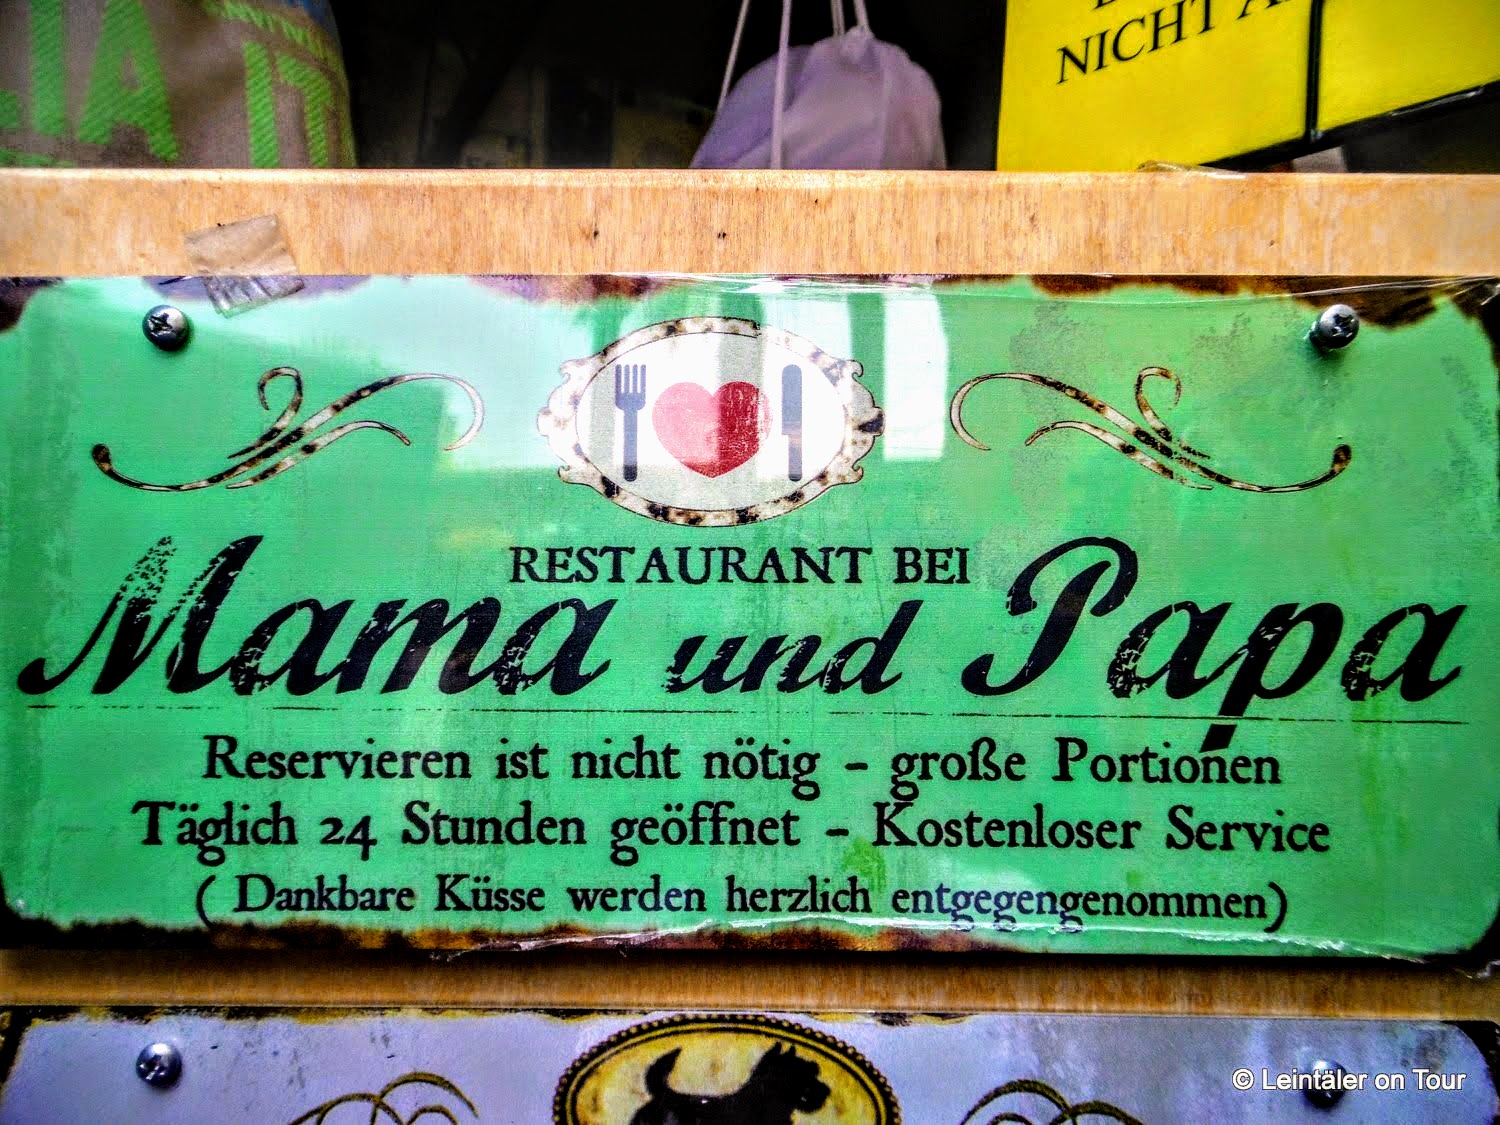 NICHT
RESTAURANT BEI
Mama und Papa
Reservieren ist nicht nötig - große Portionen
Täglich 24 Stunden geöffnet - Kostenloser Service
( Dankbare Küsse werden herzlich entgegengenommen)
© Leintäler on Tour